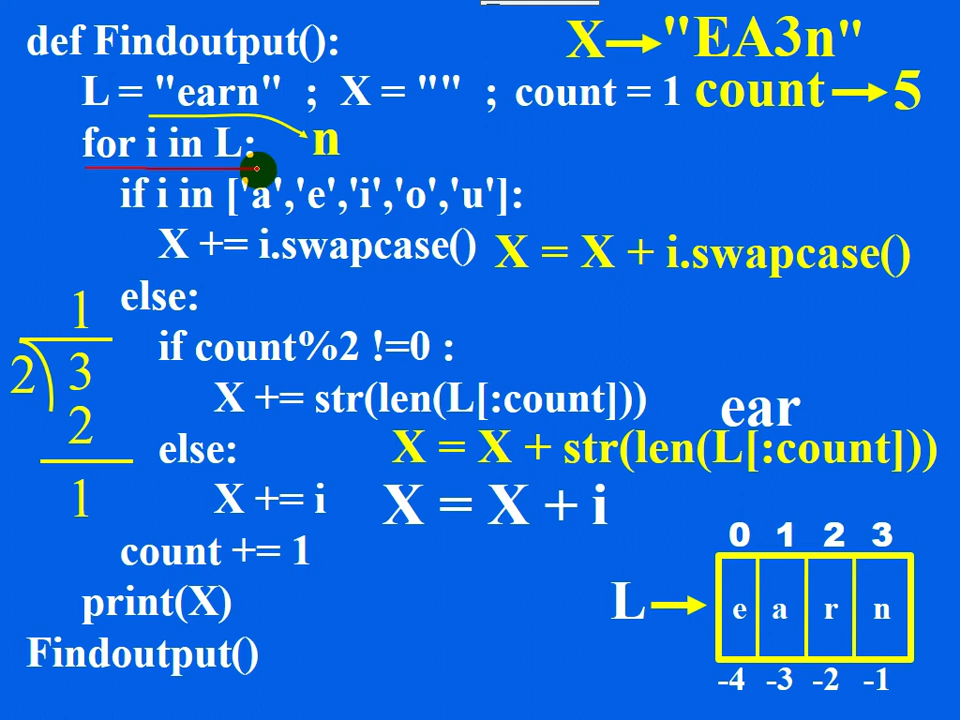 def Findoutput():
X → "EA3n"
L = "earn" ; X = "" ; count = 1
count → 5
for i in L:
n
if i in ['a','e','i','o','u']:
X += i.swapcase()
X = X + i.swapcase()
else:
if count%2 !=0 :
X += str(len(L[:count]))
ear
X = X + str(len(L[:count]))
else:
X += i
X = X + i
count += 1
print(X)
Findoutput()
1
2 3
2
1
0 1 2 3
L → e a r n
-4 -3 -2 -1